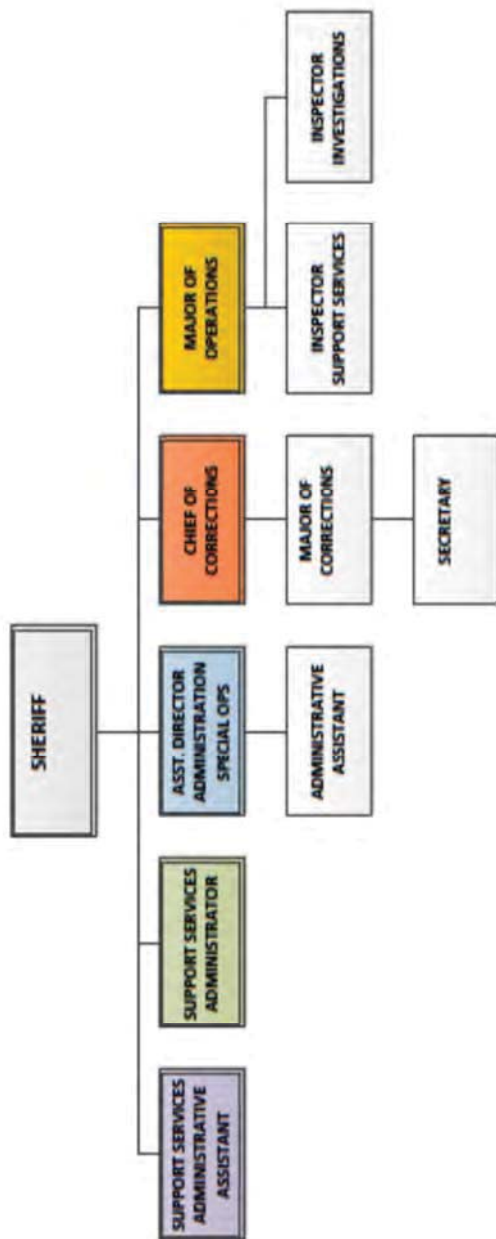 SHERIFF
SUPPORT SERVICES
ADMINISTRATIVE
ASSISTANT
SUPPORT SERVICES
ADMINISTRATOR
ASST. DIRECTOR
ADMINISTRATION
SPECIAL OPS
CHIEF OF
CORRECTIONS
MAJOR OF
OPERATIONS
ADMINISTRATIVE
ASSISTANT
MAJOR OF
CORRECTIONS
INSPECTOR
SUPPORT SERVICES
INSPECTOR
INVESTIGATIONS
SECRETARY